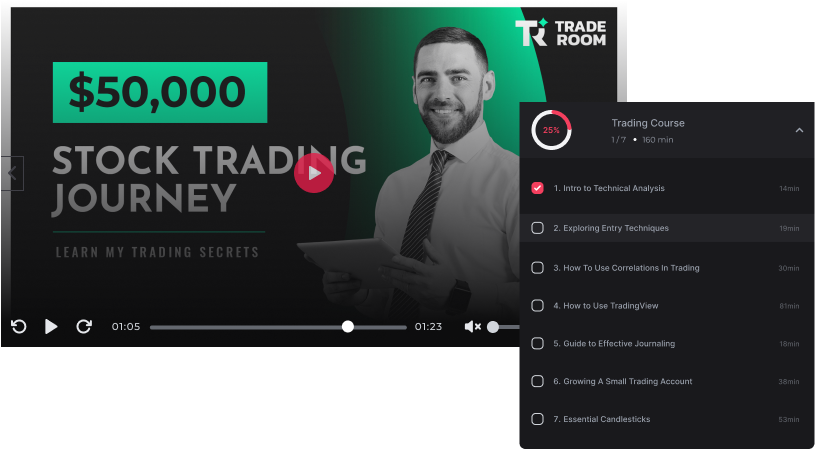 TRADE
ROOM
$50,000
STOCK TRADING
JOURNEY
LEARN MY TRADING SECRETS
01:05
01:23
25%
Trading Course
1 / 7 • 160 min
1. Intro to Technical Analysis 14min
2. Exploring Entry Techniques 19min
3. How To Use Correlations In Trading 30min
4. How to Use TradingView 81min
5. Guide to Effective Journaling 18min
6. Growing A Small Trading Account 38min
7. Essential Candlesticks 53min